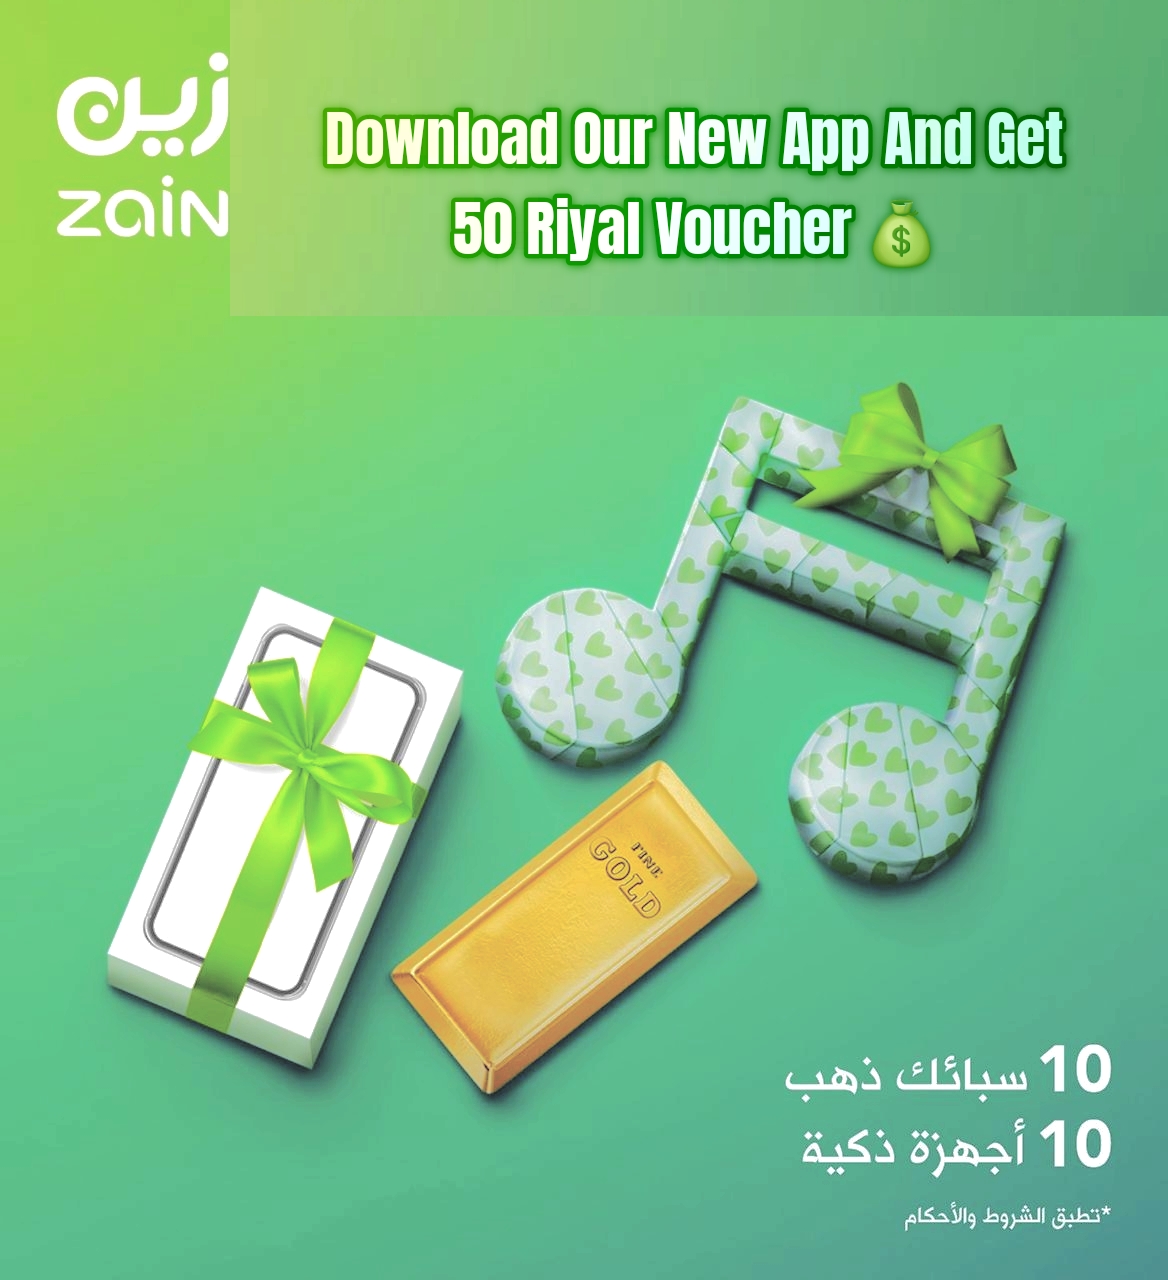 زين
zain
Download Our New App And Get
50 Riyal Voucher 💰
FINE
GOLD
10 سبائك ذهب
10 أجهزة ذكية
*تطبق الشروط والأحكام